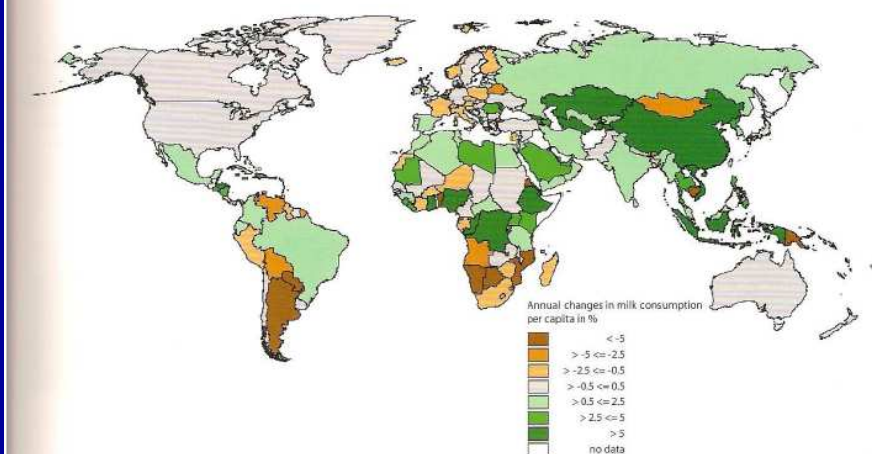 Annual changes in milk consumption
per capita in %
< -5
> -5 <= -2.5
> -2.5 <= -0.5
> -0.5 <= 0.5
> 0.5 <= 2.5
> 2.5 <= 5
> 5
no data